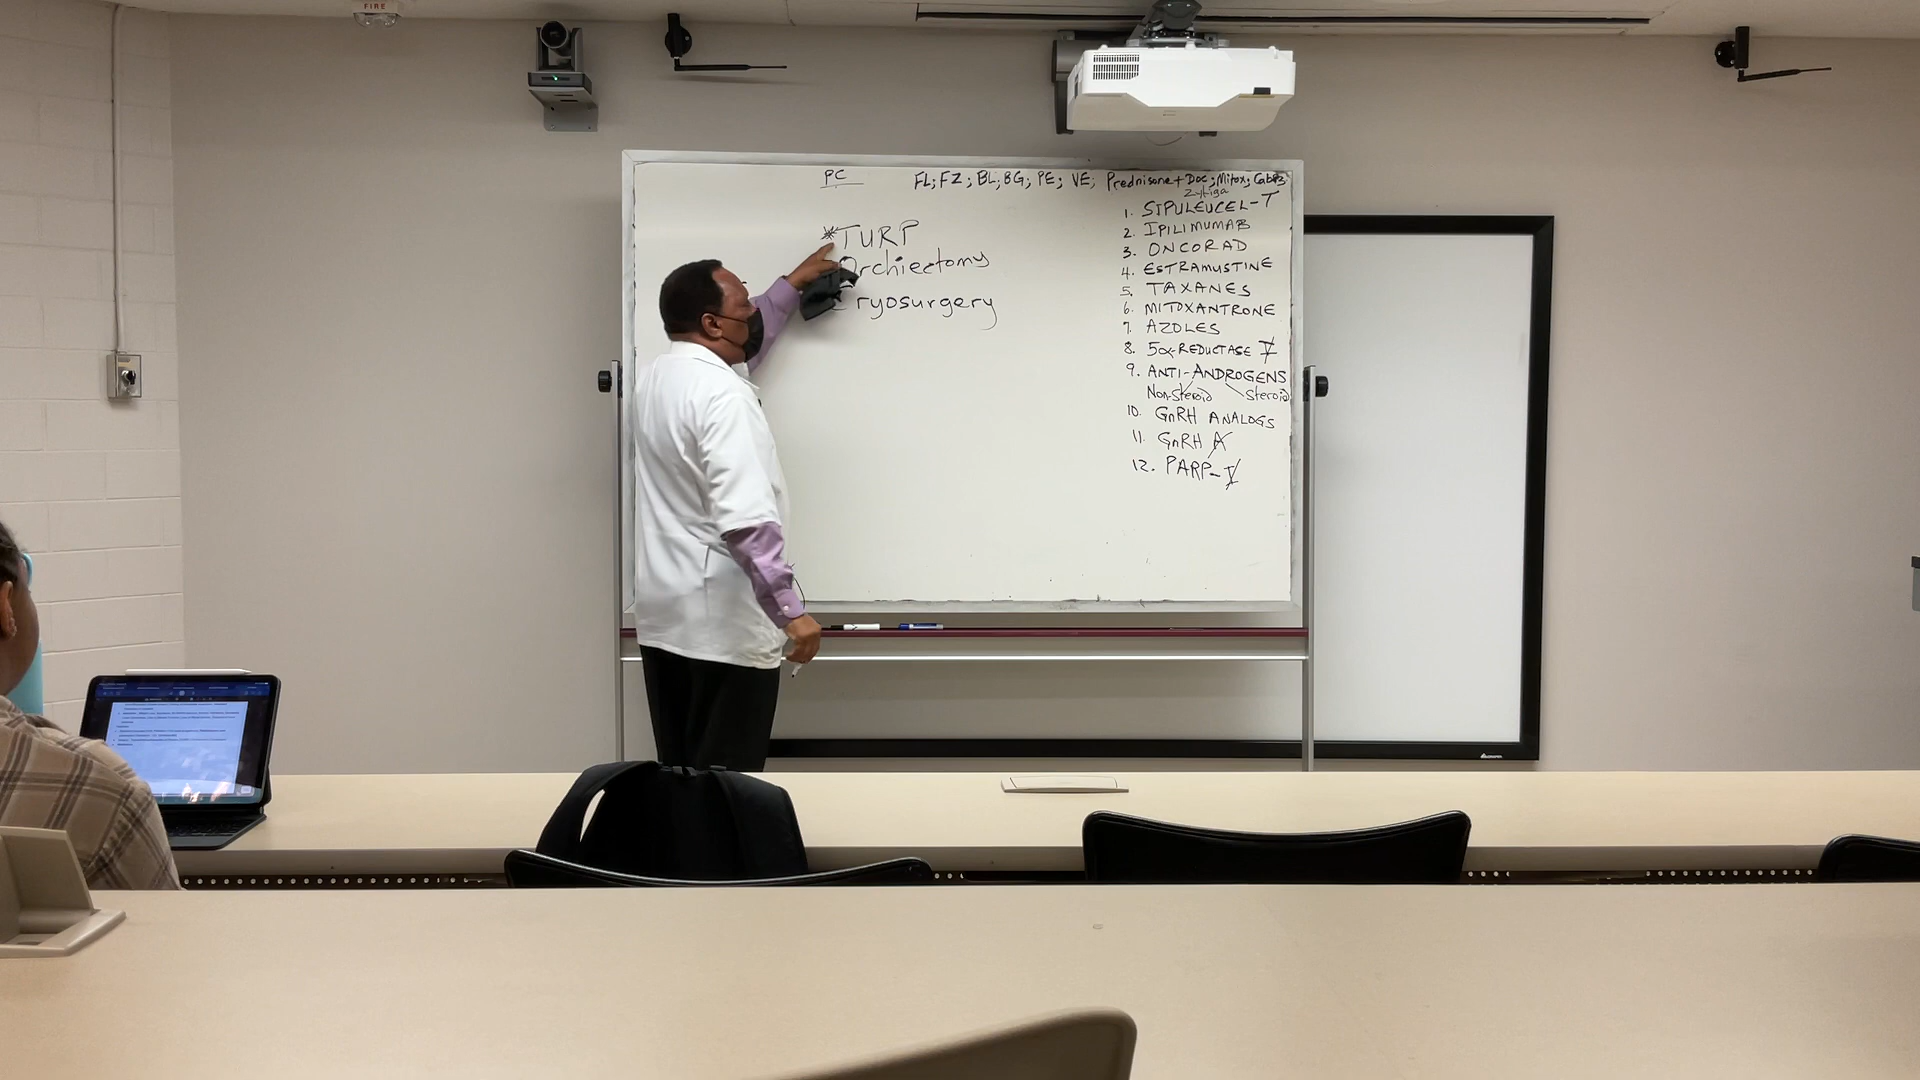 FIRE
PC
FL; FZ; BL; BG; PE; VE; Prednisone + Doc; Mitox; Cabaz
Zytiga
*TURP
Orchiectomy
Cryosurgery
1. SIPULEUCEL-T
2. IPILIMUMAB
3. ONCORAD
4. ESTRAMUSTINE
5. TAXANES
6. MITOXANTRONE
7. AZOLES
8. 5α-REDUCTASE I
9. ANTI-ANDROGENS
Non-Steroid Steroid
10. GnRH ANALOGS
11. GnRH A
12. PARP-I